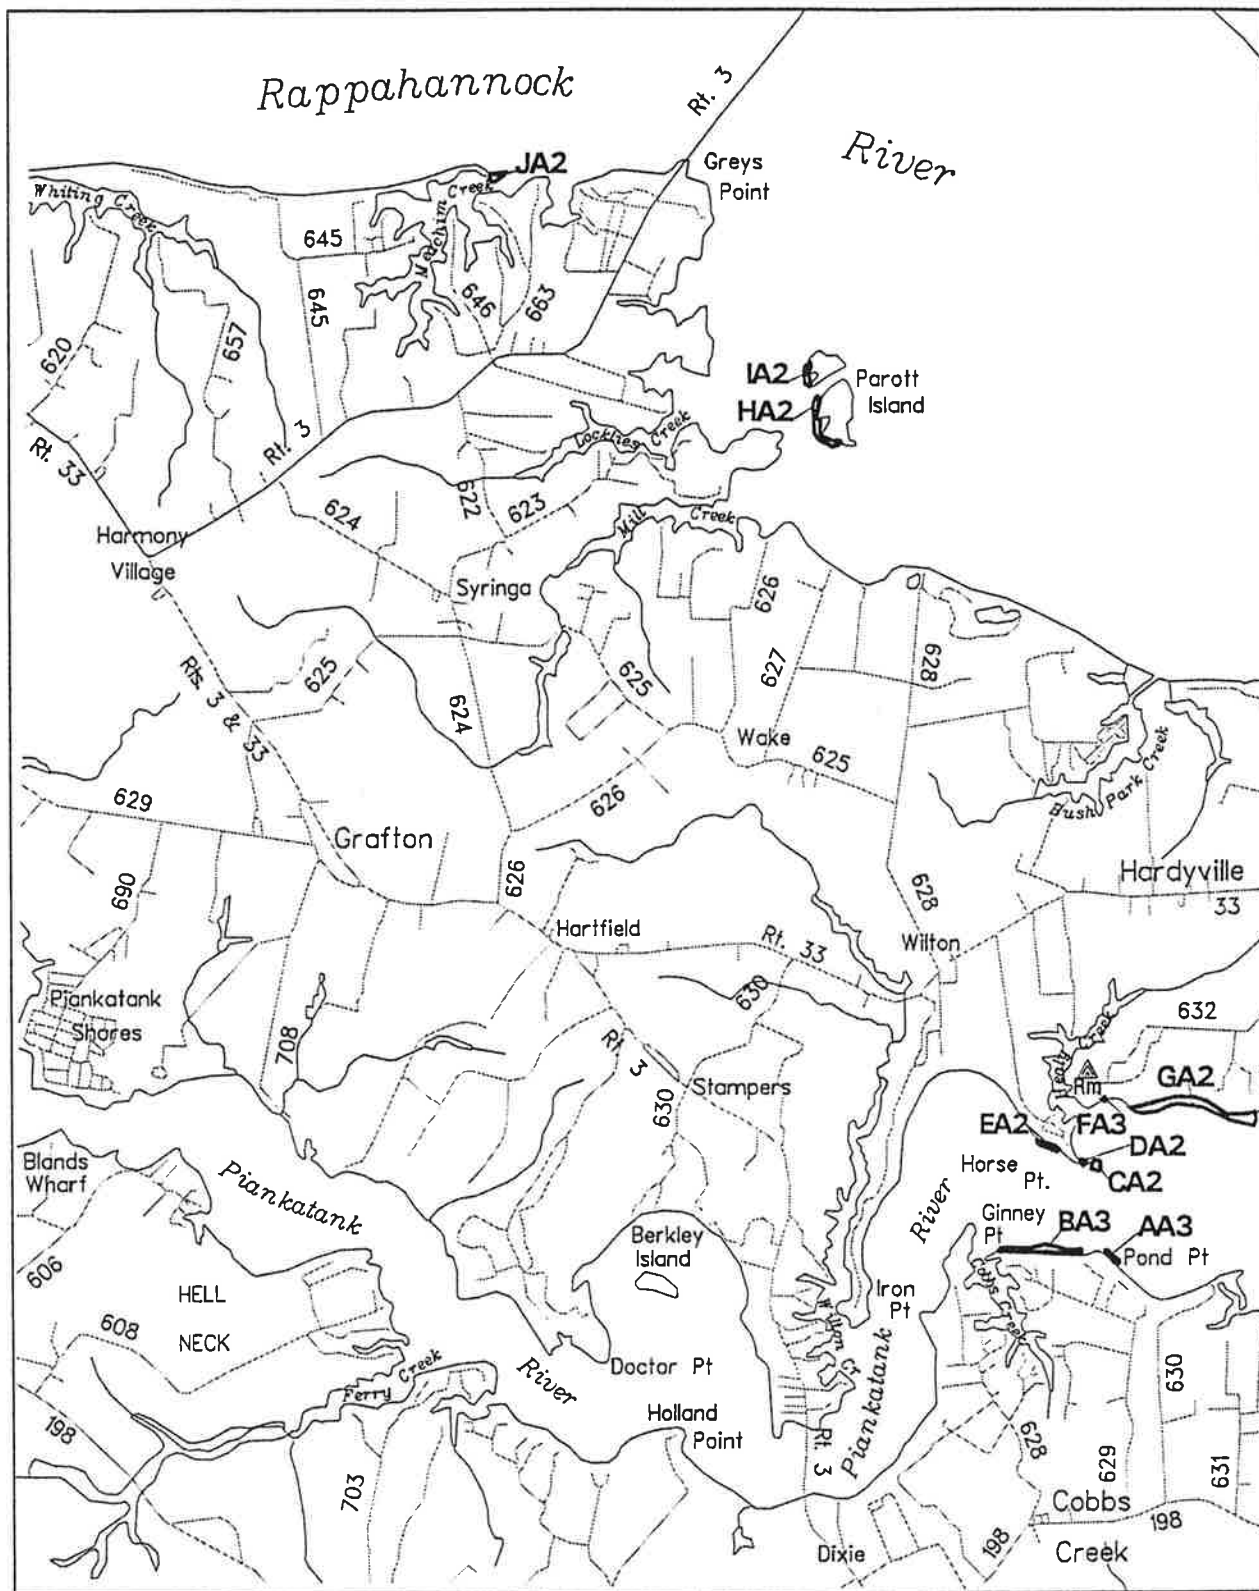 Rappahannock
River
Rt. 3
Greys
Point
JA2
Whiting Creek
Meachim Creek
645
645
646
663
657
620
IA2
HA2
Parott
Island
Rt. 33
Rt. 3
Locklies Creek
Mill Creek
624
622
623
Harmony
Village
Syringa
626
627
628
625
625
624
Rts. 3 & 33
Wake
625
Bush Park Creek
626
629
Grafton
690
626
Hardyville
33
628
Hartfield
Rt. 33
Wilton
630
Piankatank
Shores
708
Rt. 3
Stampers
630
632
Creek
Rm
GA2
EA2
FA3
DA2
CA2
Horse
Pt.
Blands
Wharf
Piankatank
River
Ginney
Pt
BA3
AA3
Pond Pt
Berkley
Island
606
HELL
NECK
608
Iron
Pt
Cobbs Creek
Wilton Cr
Doctor Pt
River
Ferry Creek
Holland
Point
Piankatank
Rt. 3
198
703
628
629
630
631
Cobbs
Creek
198
198
Dixie